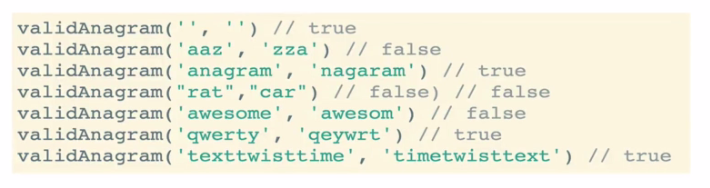 validAnagram('', '') // true
validAnagram('aaz', 'zza') // false
validAnagram('anagram', 'nagaram') // true
validAnagram("rat","car") // false) // false
validAnagram('awesome', 'awesom') // false
validAnagram('qwerty', 'qeywrt') // true
validAnagram('texttwisttime', 'timetwisttext') // true